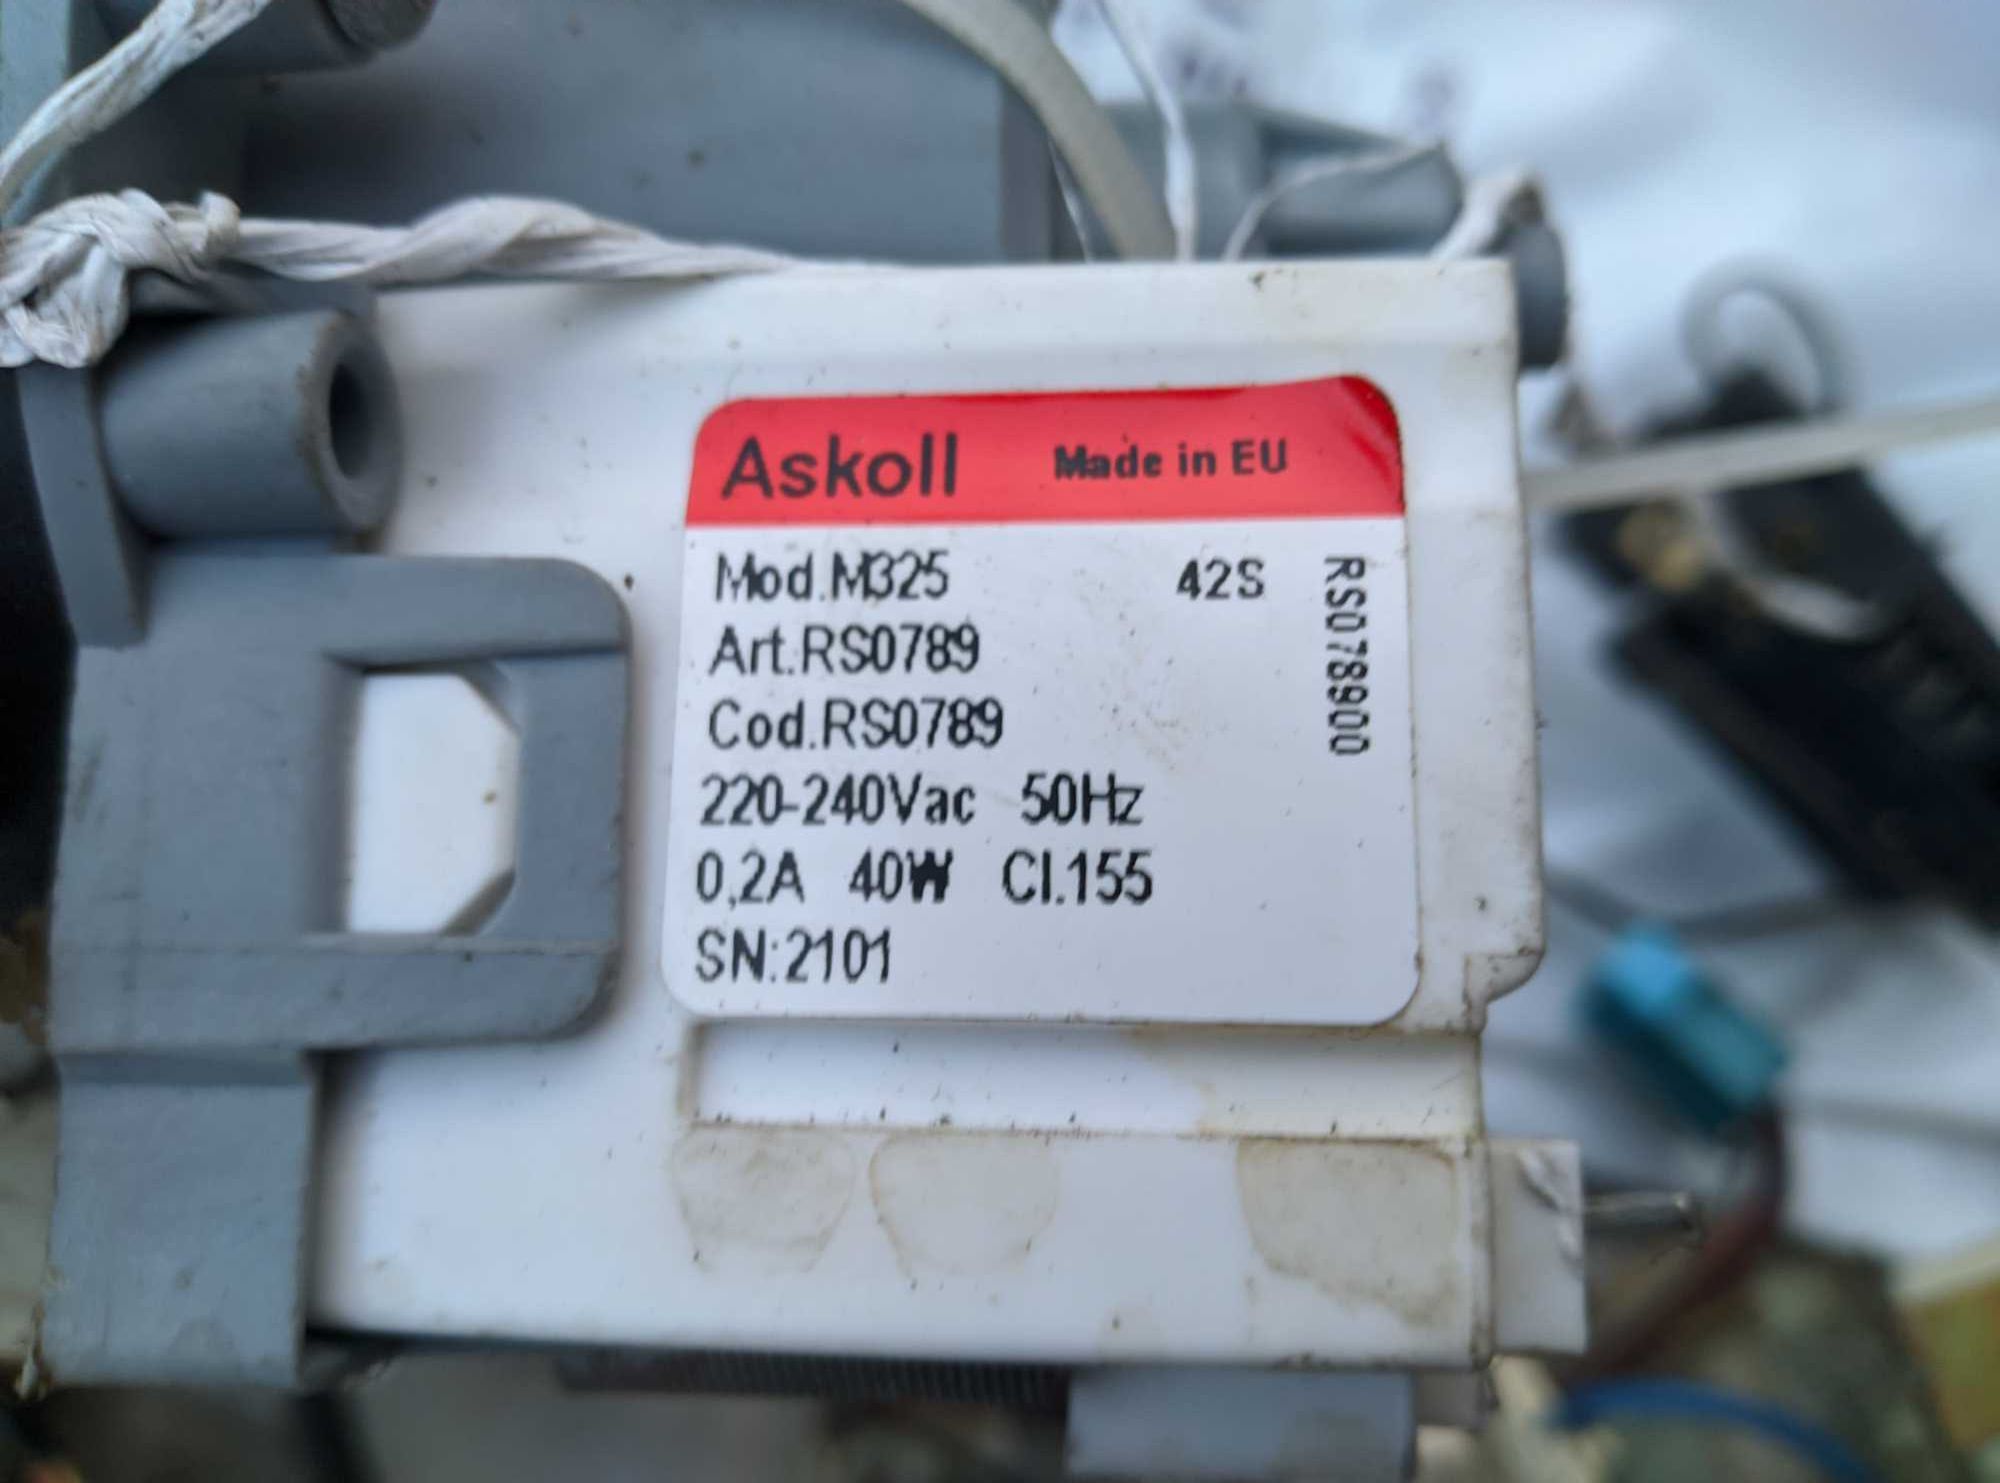 Askoll Made in EU
Mod.M325 42S
Art.RS0789
Cod.RS0789
220-240Vac 50Hz
0,2A 40W Cl.155
SN:2101
RS078900